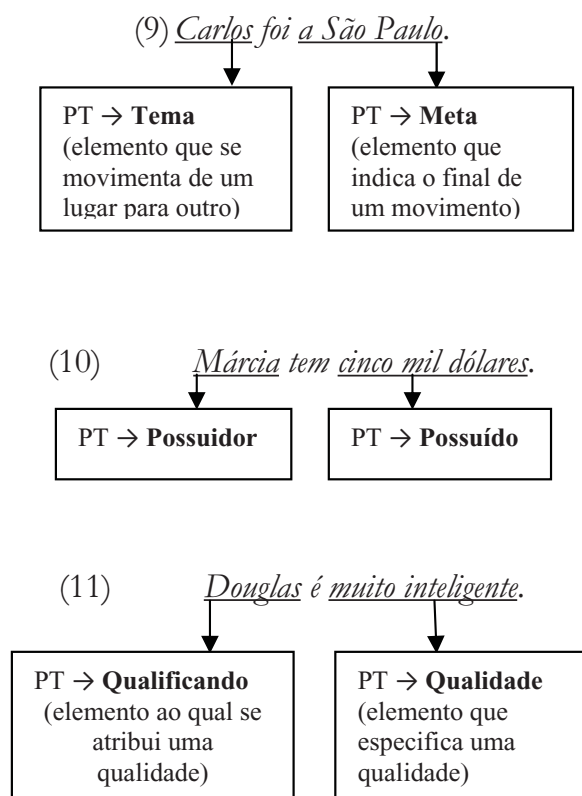 (9) Carlos foi a São Paulo.
PT → Tema
(elemento que se
movimenta de um
lugar para outro)
PT → Meta
(elemento que
indica o final de
um movimento)
(10) Márcia tem cinco mil dólares.
PT → Possuidor
PT → Possuído
(11) Douglas é muito inteligente.
PT → Qualificando
(elemento ao qual se
atribui uma
qualidade)
PT → Qualidade
(elemento que
especifica uma
qualidade)